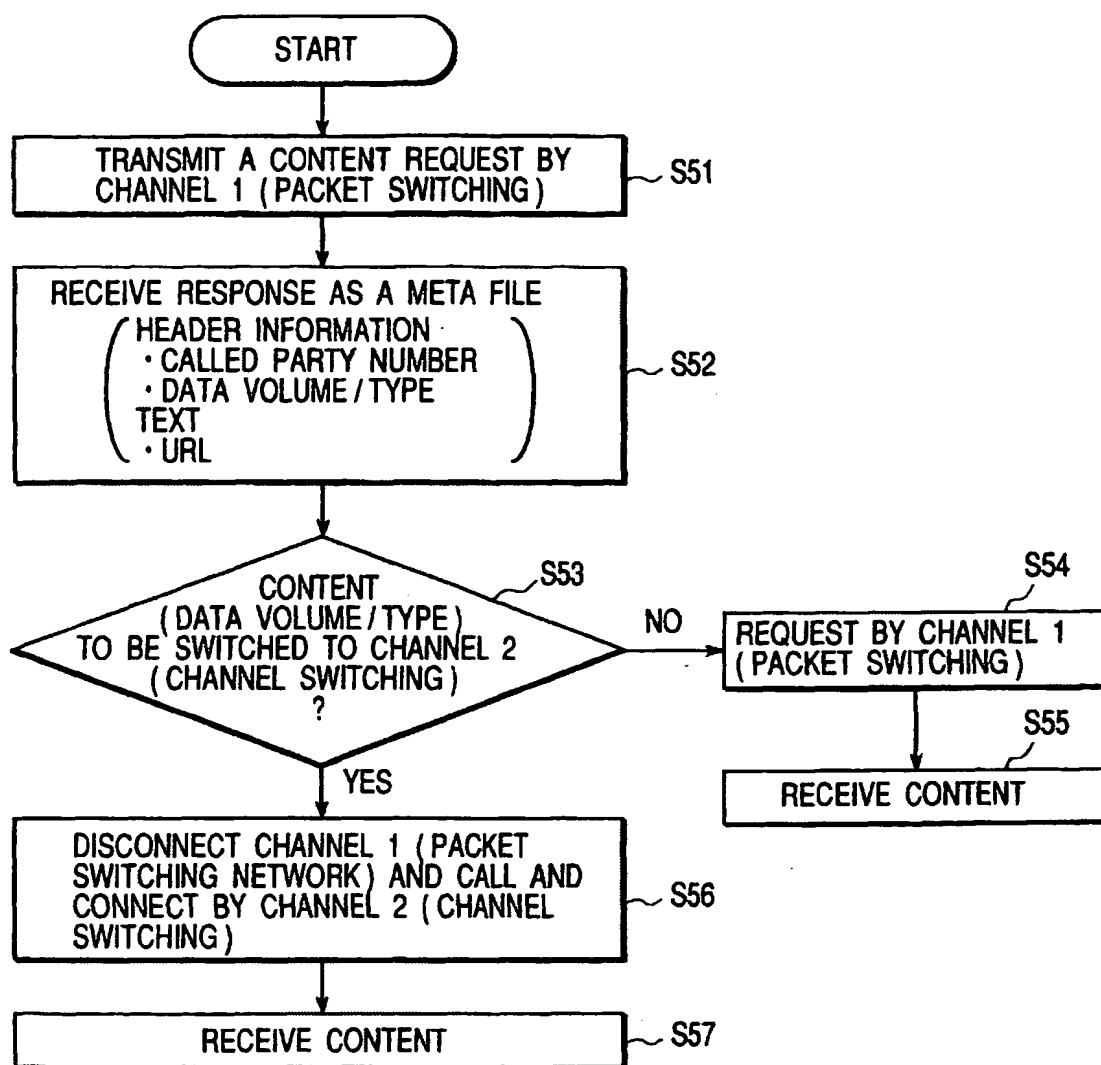 START
TRANSMIT A CONTENT REQUEST BY
CHANNEL 1 (PACKET SWITCHING)
S51
RECEIVE RESPONSE AS A META FILE
HEADER INFORMATION
・CALLED PARTY NUMBER
・DATA VOLUME/TYPE
TEXT
・URL
S52
CONTENT
(DATA VOLUME/TYPE)
TO BE SWITCHED TO CHANNEL 2
(CHANNEL SWITCHING)
?
S53
NO
S54
REQUEST BY CHANNEL 1
(PACKET SWITCHING)
S55
RECEIVE CONTENT
YES
DISCONNECT CHANNEL 1 (PACKET
SWITCHING NETWORK) AND CALL AND
CONNECT BY CHANNEL 2 (CHANNEL
SWITCHING)
S56
RECEIVE CONTENT
S57